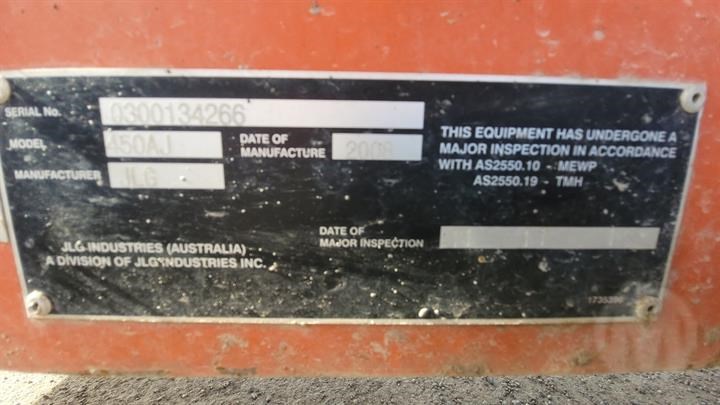 SERIAL No. 0300134266
MODEL 450AJ DATE OF MANUFACTURE 2008
MANUFACTURER JLG
THIS EQUIPMENT HAS UNDERGONE A
MAJOR INSPECTION IN ACCORDANCE
WITH AS2550.10 - MEWP
AS2550.19 - TMH
DATE OF
MAJOR INSPECTION
JLG INDUSTRIES (AUSTRALIA)
A DIVISION OF JLG INDUSTRIES INC.